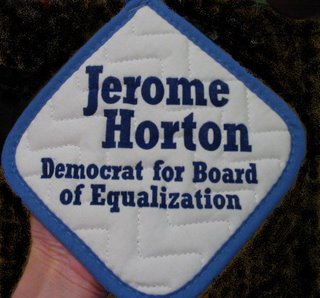 Jerome
Horton
Democrat for Board
of Equalization